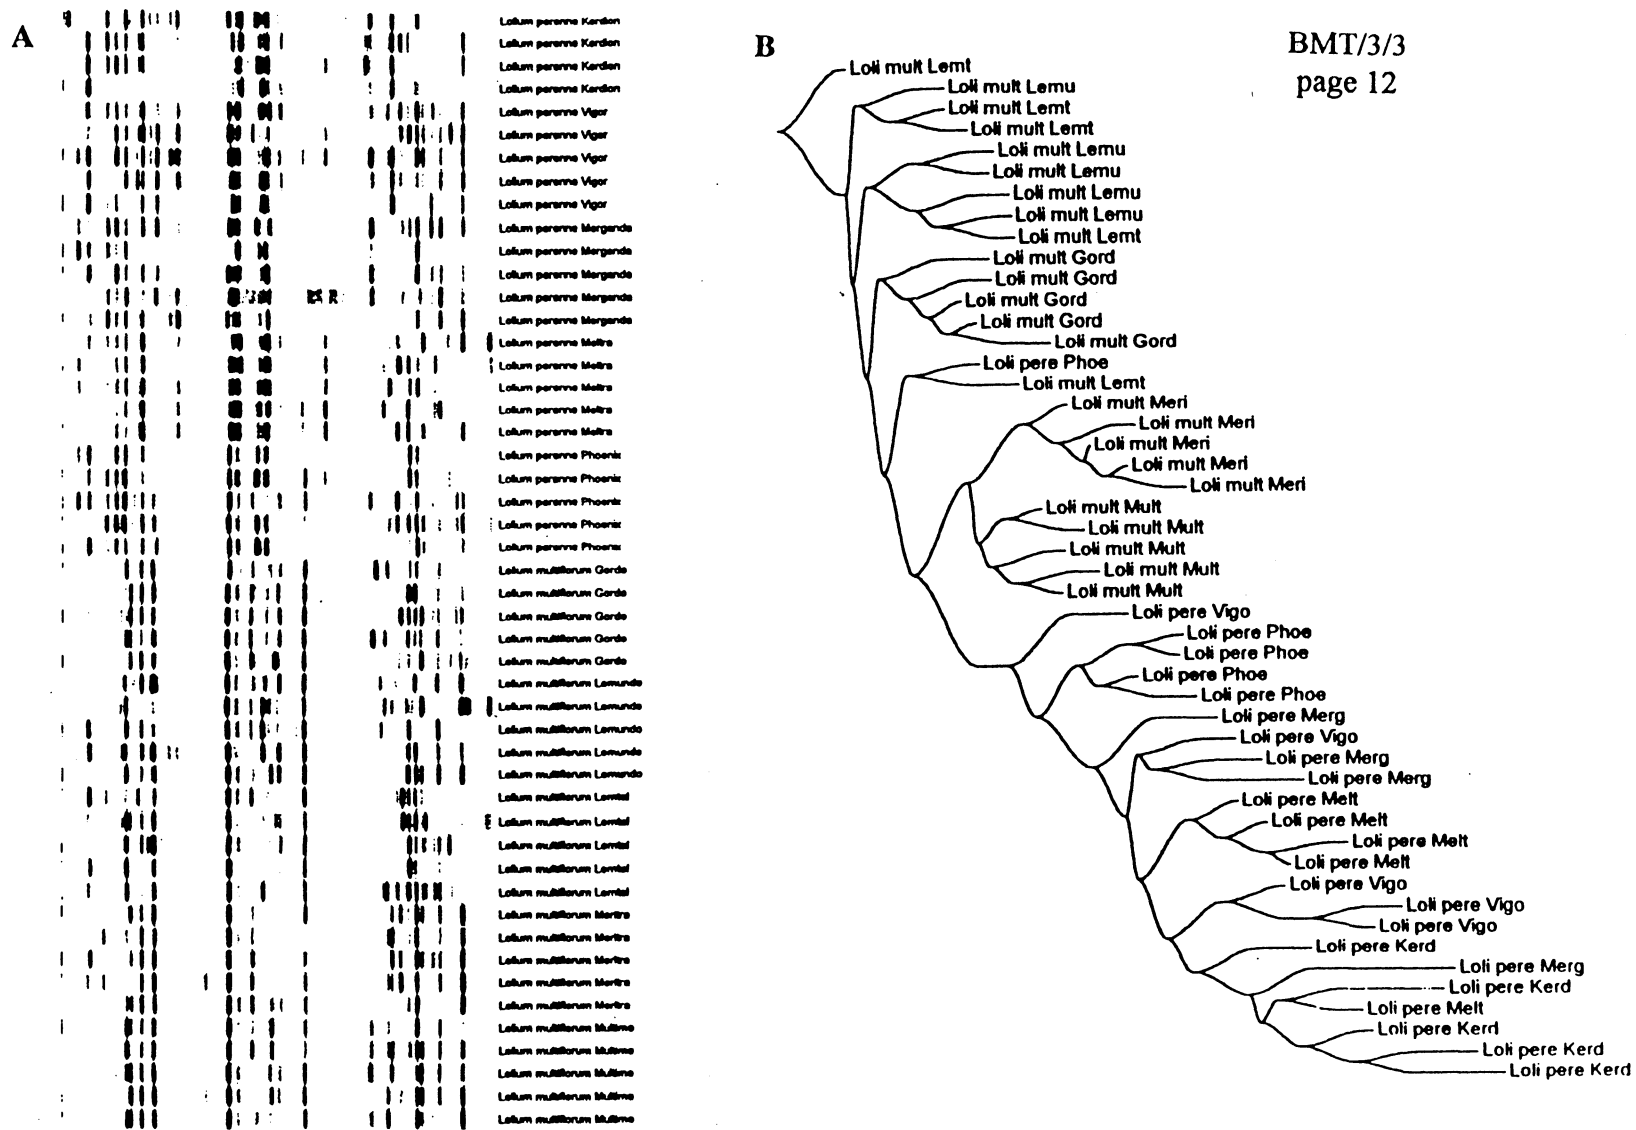 A
Lolium perenne Kerdion
Lolium perenne Kerdion
Lolium perenne Kerdion
Lolium perenne Kerdion
Lolium perenne Vigor
Lolium perenne Vigor
Lolium perenne Vigor
Lolium perenne Vigor
Lolium perenne Vigor
Lolium perenne Merganda
Lolium perenne Merganda
Lolium perenne Merganda
Lolium perenne Merganda
Lolium perenne Merganda
Lolium perenne Meltra
Lolium perenne Meltra
Lolium perenne Meltra
Lolium perenne Meltra
Lolium perenne Meltra
Lolium perenne Phoenix
Lolium perenne Phoenix
Lolium perenne Phoenix
Lolium perenne Phoenix
Lolium perenne Phoenix
Lolium multiflorum Gordo
Lolium multiflorum Gordo
Lolium multiflorum Gordo
Lolium multiflorum Gordo
Lolium multiflorum Gordo
Lolium multiflorum Lemundo
Lolium multiflorum Lemundo
Lolium multiflorum Lemundo
Lolium multiflorum Lemundo
Lolium multiflorum Lemundo
Lolium multiflorum Lemtal
Lolium multiflorum Lemtal
Lolium multiflorum Lemtal
Lolium multiflorum Lemtal
Lolium multiflorum Lemtal
Lolium multiflorum Meritra
Lolium multiflorum Meritra
Lolium multiflorum Meritra
Lolium multiflorum Meritra
Lolium multiflorum Meritra
Lolium multiflorum Multimo
Lolium multiflorum Multimo
Lolium multiflorum Multimo
Lolium multiflorum Multimo
Lolium multiflorum Multimo
B
BMT/3/3
page 12
Loli mult Lemt
Loli mult Lemu
Loli mult Lemt
Loli mult Lemt
Loli mult Lemu
Loli mult Lemu
Loli mult Lemu
Loli mult Lemu
Loli mult Lemt
Loli mult Gord
Loli mult Gord
Loli mult Gord
Loli mult Gord
Loli mult Gord
Loli pere Phoe
Loli mult Lemt
Loli mult Meri
Loli mult Meri
Loli mult Meri
Loli mult Meri
Loli mult Meri
Loli mult Mult
Loli mult Mult
Loli mult Mult
Loli mult Mult
Loli mult Mult
Loli pere Vigo
Loli pere Phoe
Loli pere Phoe
Loli pere Phoe
Loli pere Phoe
Loli pere Merg
Loli pere Vigo
Loli pere Merg
Loli pere Merg
Loli pere Melt
Loli pere Melt
Loli pere Melt
Loli pere Melt
Loli pere Vigo
Loli pere Vigo
Loli pere Vigo
Loli pere Kerd
Loli pere Merg
Loli pere Kerd
Loli pere Melt
Loli pere Kerd
Loli pere Kerd
Loli pere Kerd